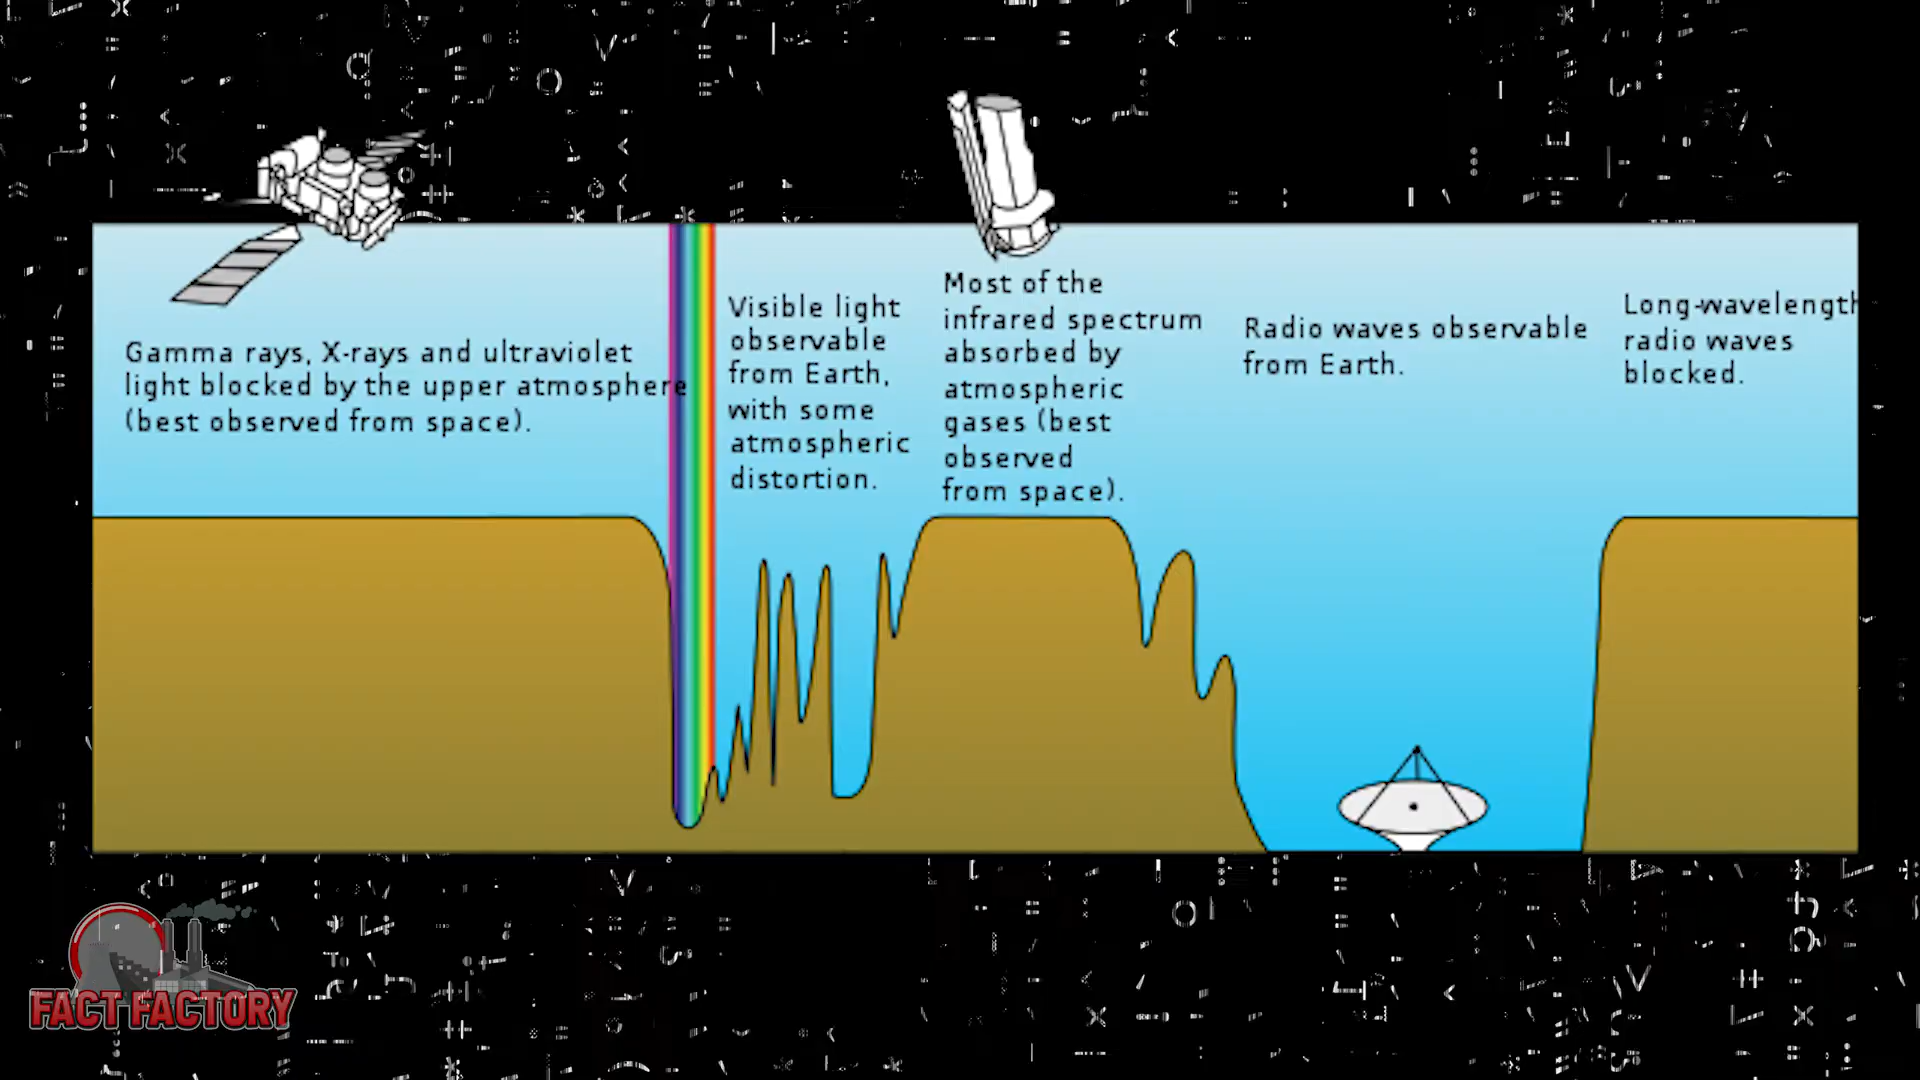 Gamma rays, X-rays and ultraviolet
light blocked by the upper atmosphere
(best observed from space).
Visible light
observable
from Earth,
with some
atmospheric
distortion.
Most of the
infrared spectrum
absorbed by
atmospheric
gases (best
observed
from space).
Radio waves observable
from Earth.
Long-wavelength
radio waves
blocked.
FACT FACTORY